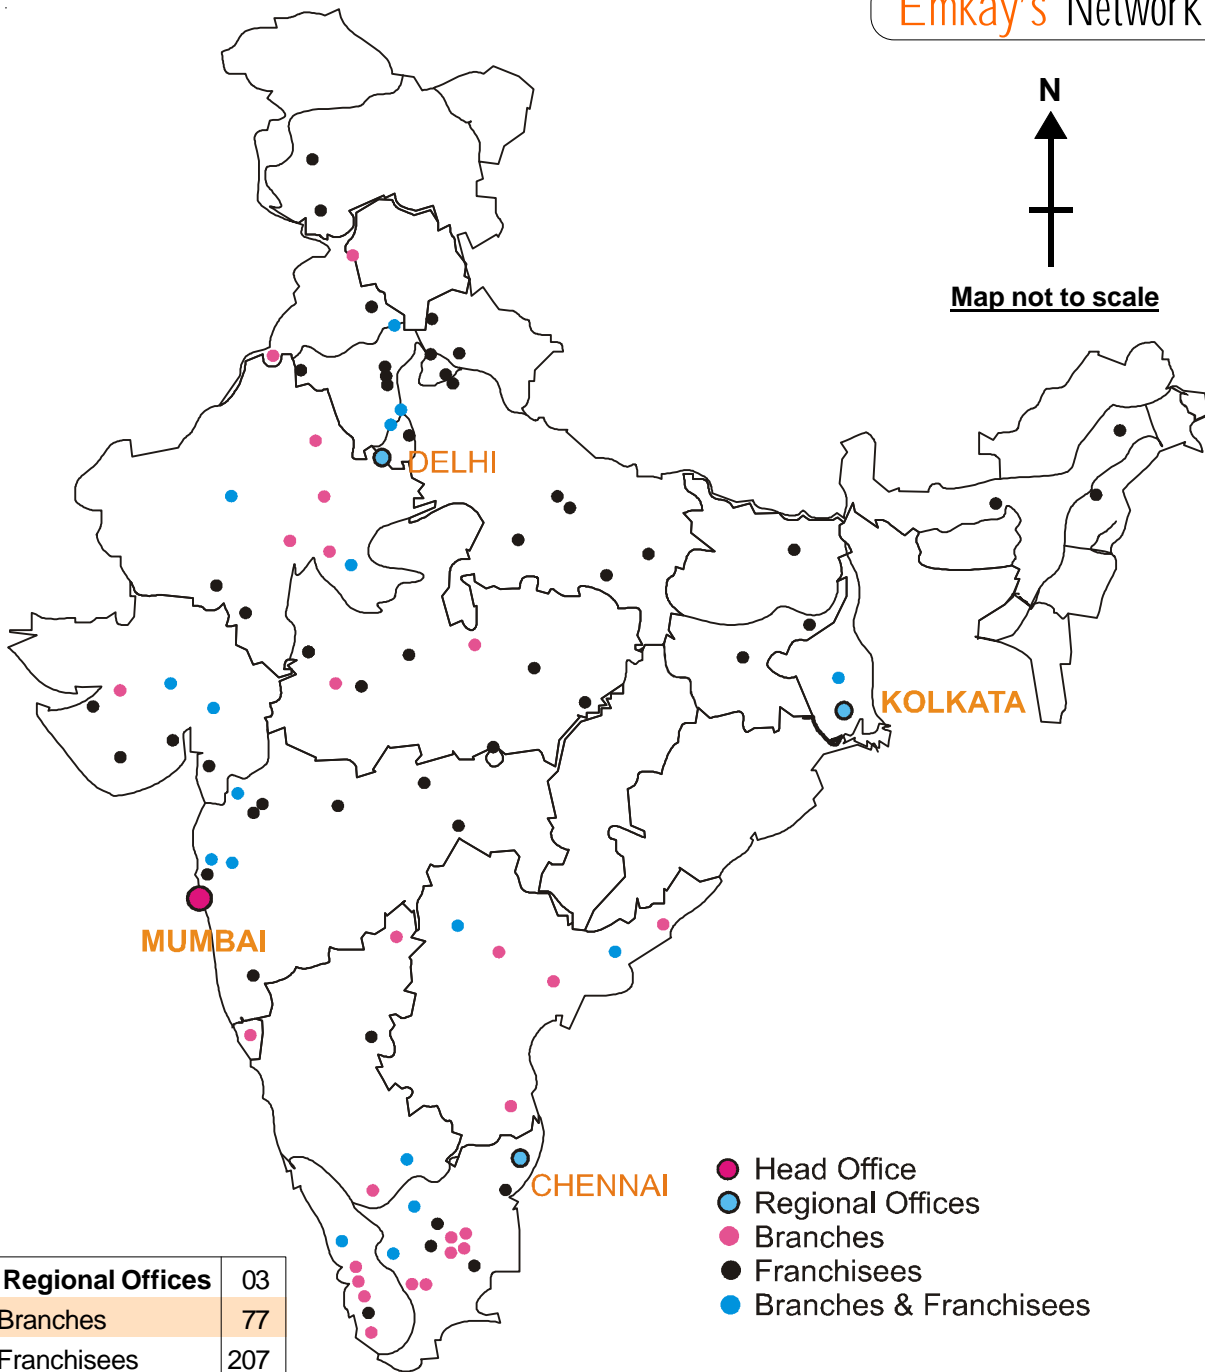 Emkay's Network
N
Map not to scale
DELHI
KOLKATA
MUMBAI
CHENNAI
Head Office
Regional Offices
Branches
Franchisees
Branches & Franchisees
Regional Offices 03
Branches 77
Franchisees 207